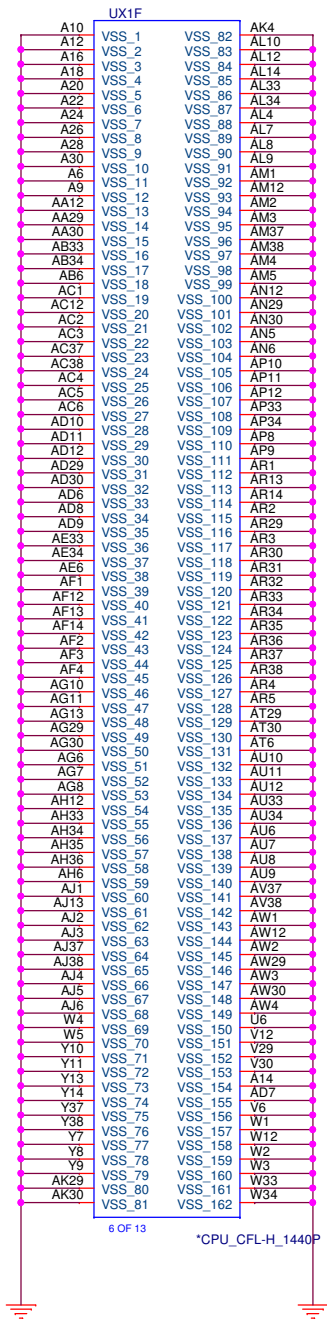 UX1F
A10 VSS_1 VSS_82 AK4
A12 VSS_2 VSS_83 AL10
A16 VSS_3 VSS_84 AL12
A18 VSS_4 VSS_85 AL14
A20 VSS_5 VSS_86 AL33
A22 VSS_6 VSS_87 AL34
A24 VSS_7 VSS_88 AL4
A26 VSS_8 VSS_89 AL7
A28 VSS_9 VSS_90 AL8
A30 VSS_10 VSS_91 AL9
A6 VSS_11 VSS_92 AM1
A9 VSS_12 VSS_93 AM12
AA12 VSS_13 VSS_94 AM2
AA29 VSS_14 VSS_95 AM3
AA30 VSS_15 VSS_96 AM37
AB33 VSS_16 VSS_97 AM38
AB34 VSS_17 VSS_98 AM4
AB6 VSS_18 VSS_99 AM5
AC1 VSS_19 VSS_100 AN12
AC12 VSS_20 VSS_101 AN29
AC2 VSS_21 VSS_102 AN30
AC3 VSS_22 VSS_103 AN5
AC37 VSS_23 VSS_104 AN6
AC38 VSS_24 VSS_105 AP10
AC4 VSS_25 VSS_106 AP11
AC5 VSS_26 VSS_107 AP12
AC6 VSS_27 VSS_108 AP33
AD10 VSS_28 VSS_109 AP34
AD11 VSS_29 VSS_110 AP8
AD12 VSS_30 VSS_111 AP9
AD29 VSS_31 VSS_112 AR1
AD30 VSS_32 VSS_113 AR13
AD6 VSS_33 VSS_114 AR14
AD8 VSS_34 VSS_115 AR2
AD9 VSS_35 VSS_116 AR29
AE33 VSS_36 VSS_117 AR3
AE34 VSS_37 VSS_118 AR30
AE6 VSS_38 VSS_119 AR31
AF1 VSS_39 VSS_120 AR32
AF12 VSS_40 VSS_121 AR33
AF13 VSS_41 VSS_122 AR34
AF14 VSS_42 VSS_123 AR35
AF2 VSS_43 VSS_124 AR36
AF3 VSS_44 VSS_125 AR37
AF4 VSS_45 VSS_126 AR38
AG10 VSS_46 VSS_127 AR4
AG11 VSS_47 VSS_128 AR5
AG13 VSS_48 VSS_129 AT29
AG29 VSS_49 VSS_130 AT30
AG30 VSS_50 VSS_131 AT6
AG6 VSS_51 VSS_132 AU10
AG7 VSS_52 VSS_133 AU11
AG8 VSS_53 VSS_134 AU12
AH12 VSS_54 VSS_135 AU33
AH33 VSS_55 VSS_136 AU34
AH34 VSS_56 VSS_137 AU6
AH35 VSS_57 VSS_138 AU7
AH36 VSS_58 VSS_139 AU8
AH6 VSS_59 VSS_140 AU9
AJ1 VSS_60 VSS_141 AV37
AJ13 VSS_61 VSS_142 AV38
AJ2 VSS_62 VSS_143 AW1
AJ3 VSS_63 VSS_144 AW12
AJ37 VSS_64 VSS_145 AW2
AJ38 VSS_65 VSS_146 AW29
AJ4 VSS_66 VSS_147 AW3
AJ5 VSS_67 VSS_148 AW30
AJ6 VSS_68 VSS_149 AW4
W4 VSS_69 VSS_150 U6
W5 VSS_70 VSS_151 V12
Y10 VSS_71 VSS_152 V29
Y11 VSS_72 VSS_153 V30
Y13 VSS_73 VSS_154 A14
Y14 VSS_74 VSS_155 AD7
Y37 VSS_75 VSS_156 V6
Y38 VSS_76 VSS_157 W1
Y7 VSS_77 VSS_158 W12
Y8 VSS_78 VSS_159 W2
Y9 VSS_79 VSS_160 W3
AK29 VSS_80 VSS_161 W33
AK30 VSS_81 VSS_162 W34
6 OF 13
*CPU_CFL-H_1440P